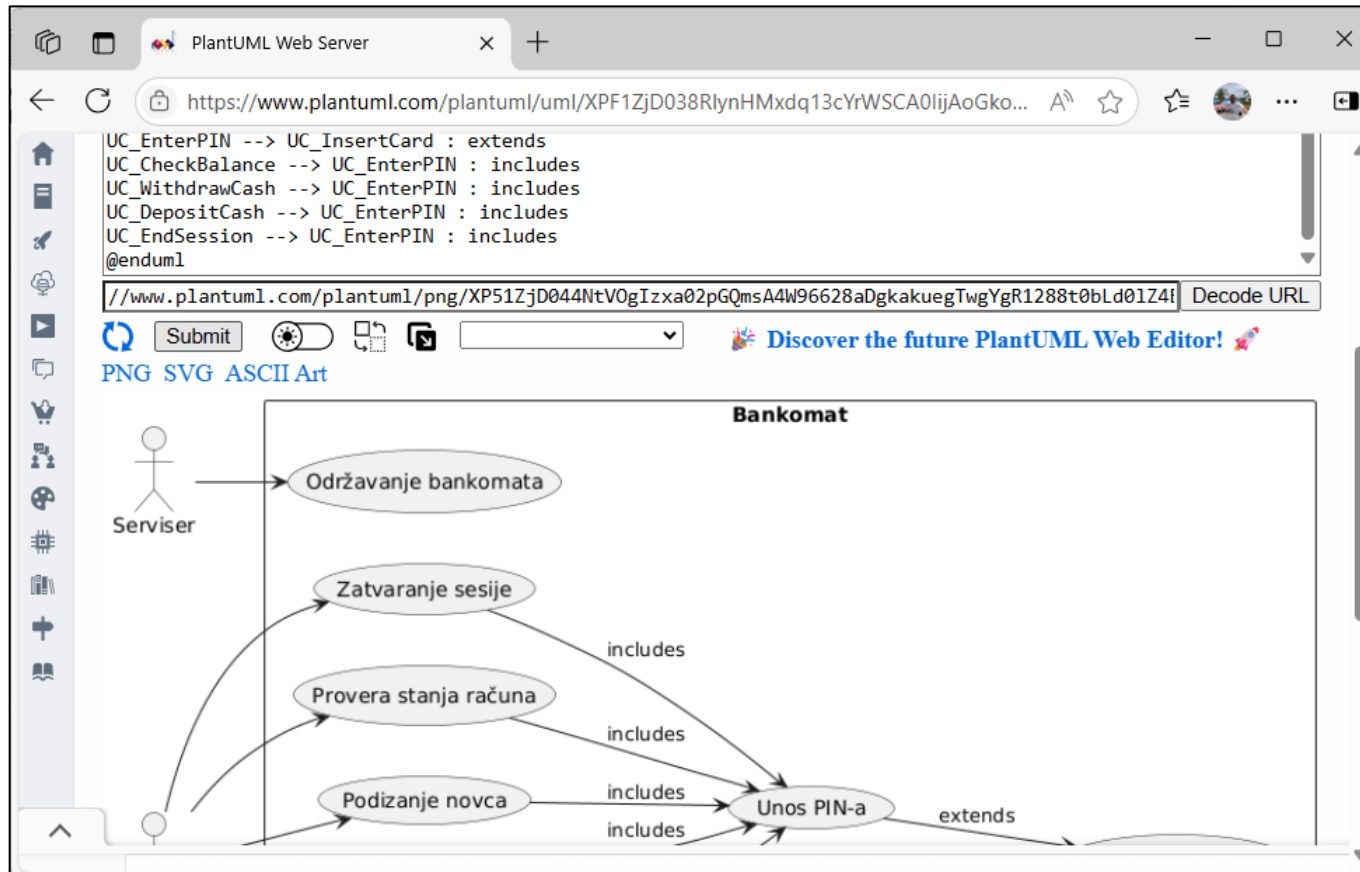 PlantUML Web Server
https://www.plantuml.com/plantuml/uml/XPF1ZjD038RlynHMxdq13cYrWSCA0lijAoGko...
UC_EnterPIN --> UC_InsertCard : extends
UC_CheckBalance --> UC_EnterPIN : includes
UC_WithdrawCash --> UC_EnterPIN : includes
UC_DepositCash --> UC_EnterPIN : includes
UC_EndSession --> UC_EnterPIN : includes
@enduml
//www.plantuml.com/plantuml/png/XP51ZjD044NtVOgIzxa02pGQmsA4W96628aDgkakuegTwgYgR1288t0bLd0lZ4E Decode URL
Submit Discover the future PlantUML Web Editor!
PNG SVG ASCII Art
Bankomat
Održavanje bankomata
Serviser
Zatvaranje sesije
includes
Provera stanja računa
includes
Podizanje novca
includes
Unos PIN-a
extends
includes